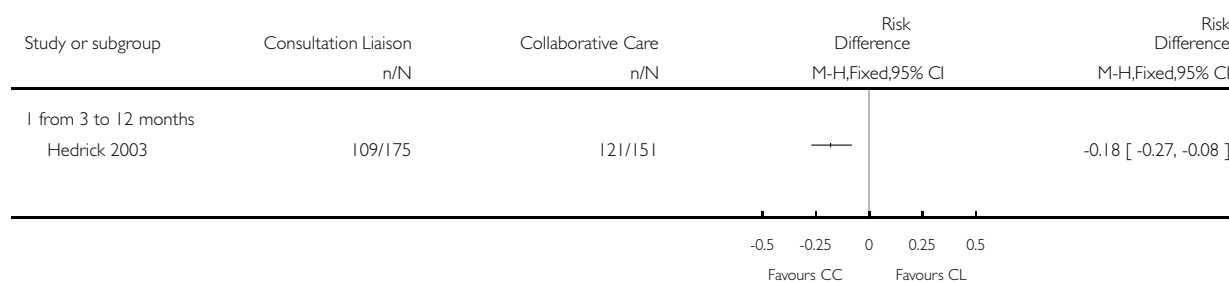 Study or subgroup Consultation Liaison Collaborative Care Risk Difference Risk Difference
n/N n/N M-H,Fixed,95% CI M-H,Fixed,95% CI
1 from 3 to 12 months
Hedrick 2003 109/175 121/151 -0.18 [ -0.27, -0.08 ]
-0.5 -0.25 0 0.25 0.5
Favours CC Favours CL